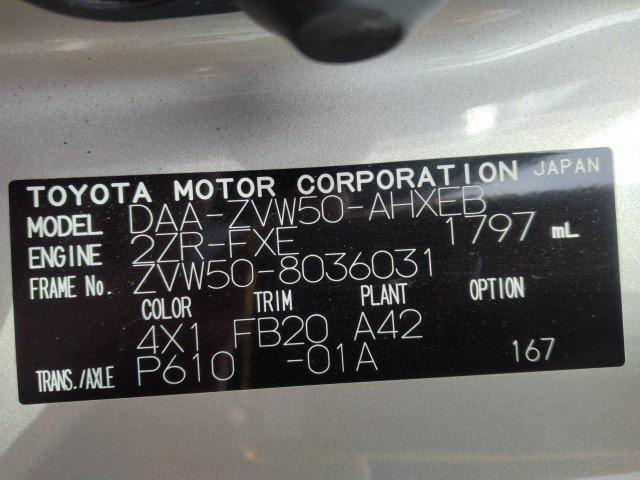 TOYOTA MOTOR CORPORATION JAPAN
MODEL DAA-ZVW50-AHXEB
ENGINE 2ZR-FXE 1797 mL
FRAME No. ZVW50-8036031
COLOR TRIM PLANT OPTION
4X1 FB20 A42
TRANS./AXLE P610 -01A 167